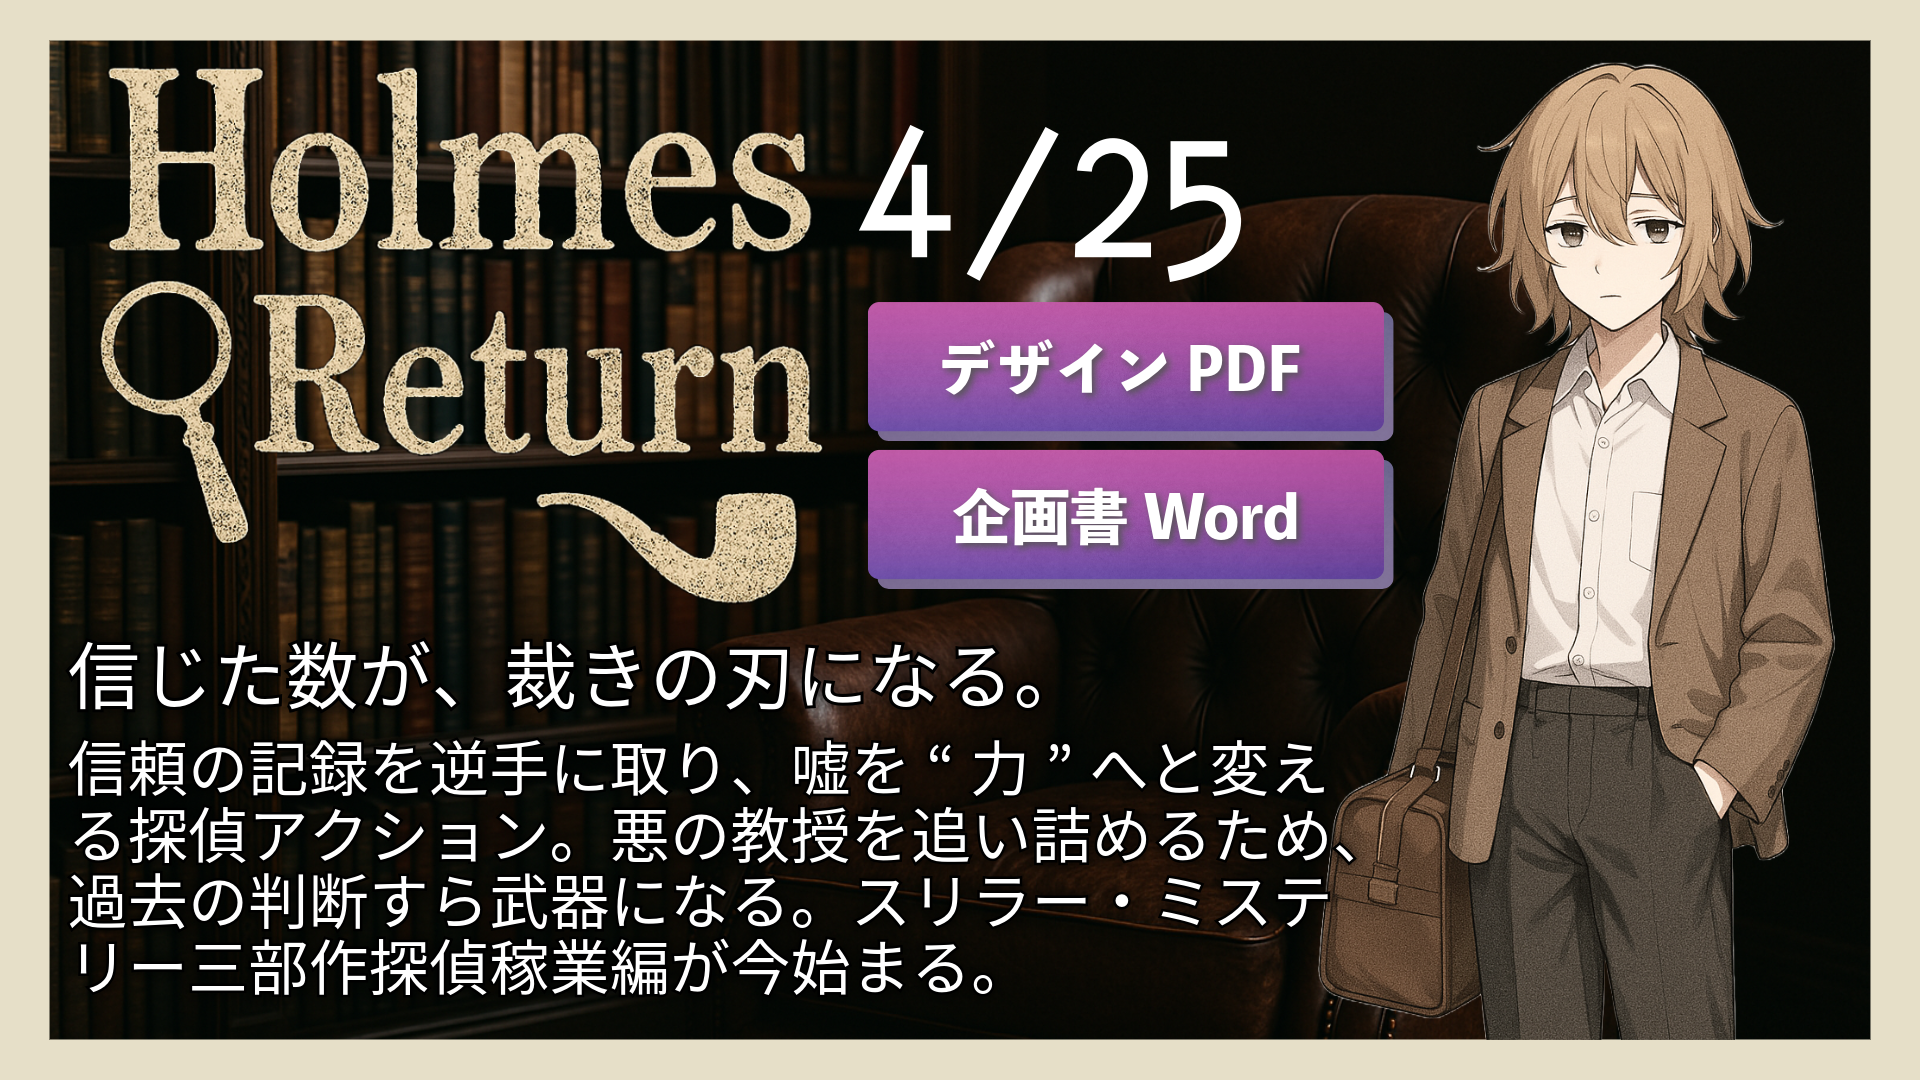 Holmes
Return
4/25
デザイン PDF
企画書 Word
信じた数が、裁きの刃になる。
信頼の記録を逆手に取り、嘘を“力”へと変え
る探偵アクション。悪の教授を追い詰めるため、
過去の判断すら武器になる。スリラー・ミステ
リー三部作探偵稼業編が今始まる。